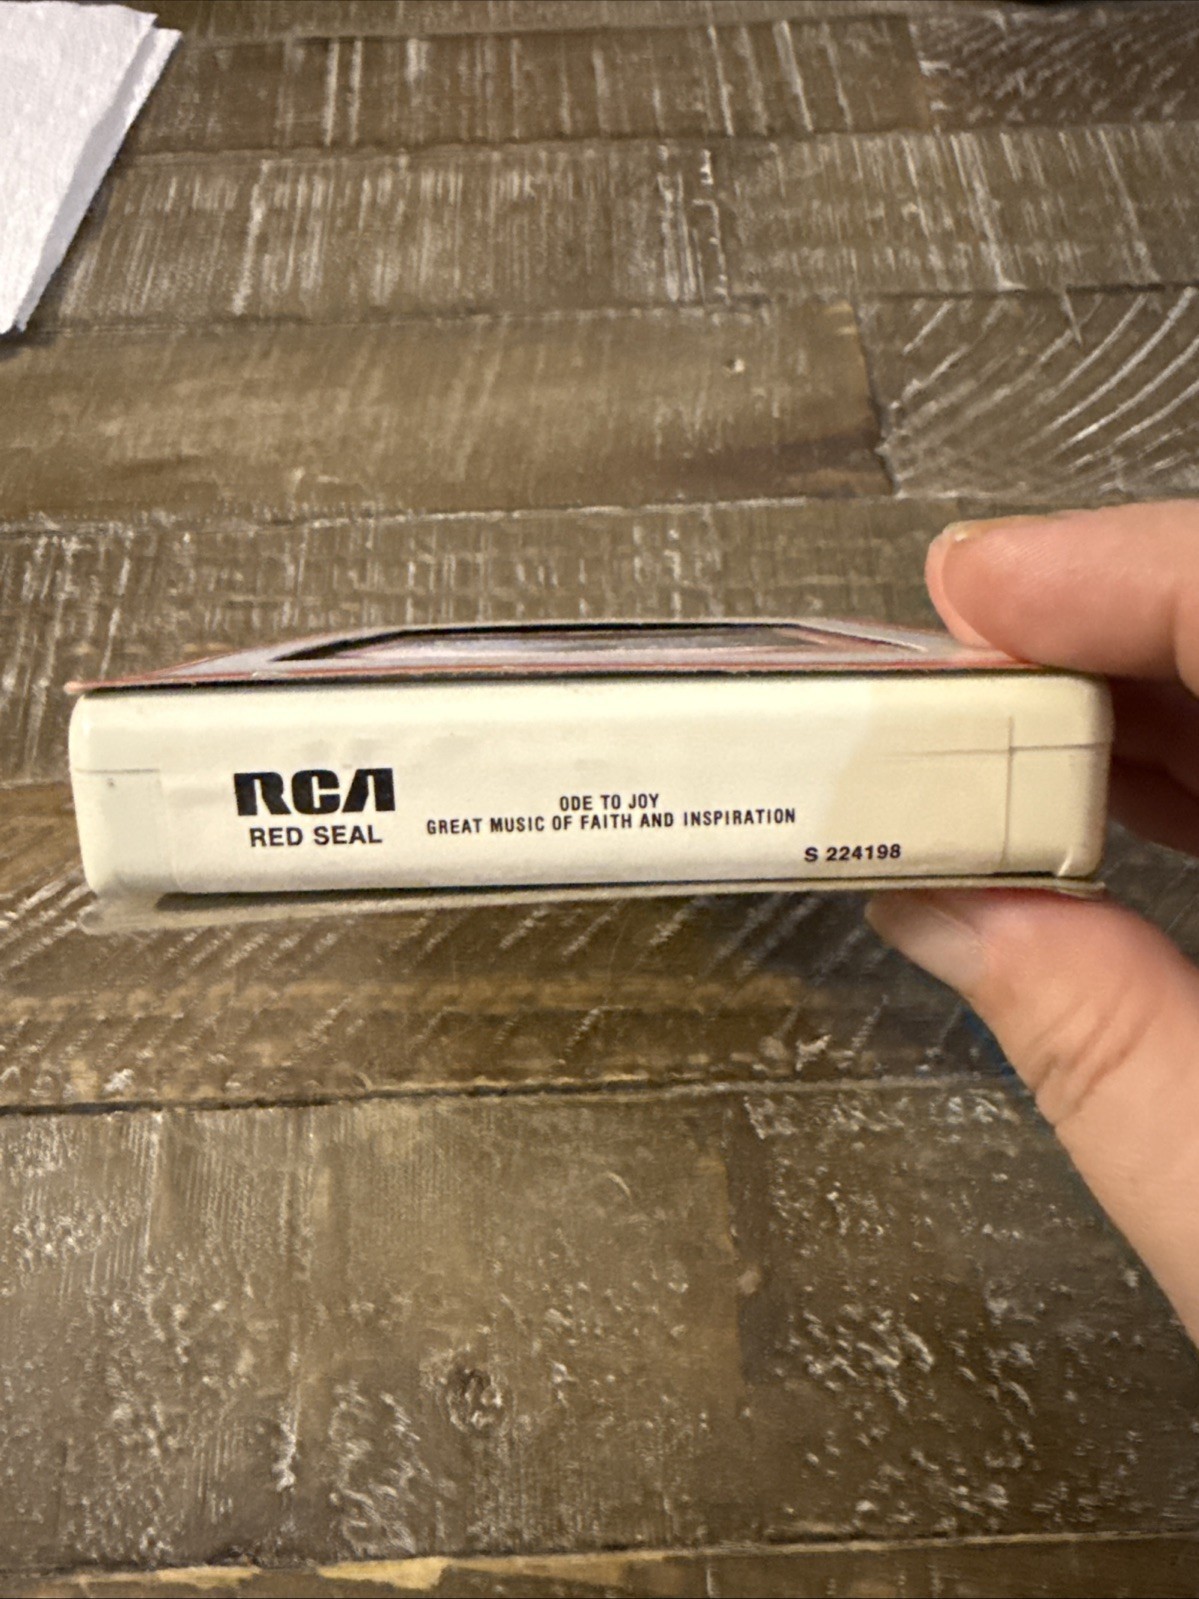 RCA
RED SEAL
ODE TO JOY
GREAT MUSIC OF FAITH AND INSPIRATION
S 224198